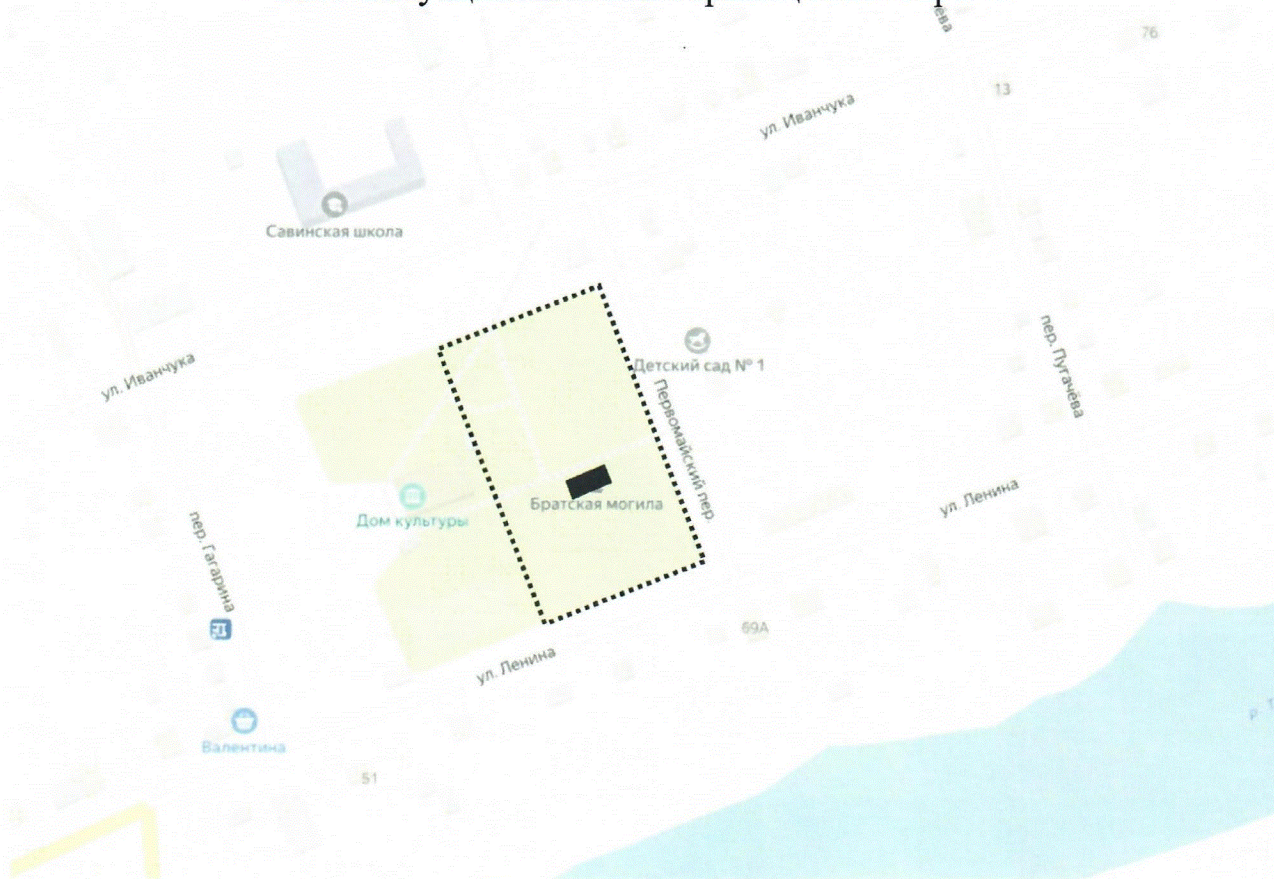 76
13
ул. Иванчука
Савинская школа
Детский сад № 1
пер. Пугачёва
ул. Иванчука
Первомайский пер.
ул. Ленина
Братская могила
Дом культуры
пер. Гагарина
69А
ул. Ленина
Валентина
51